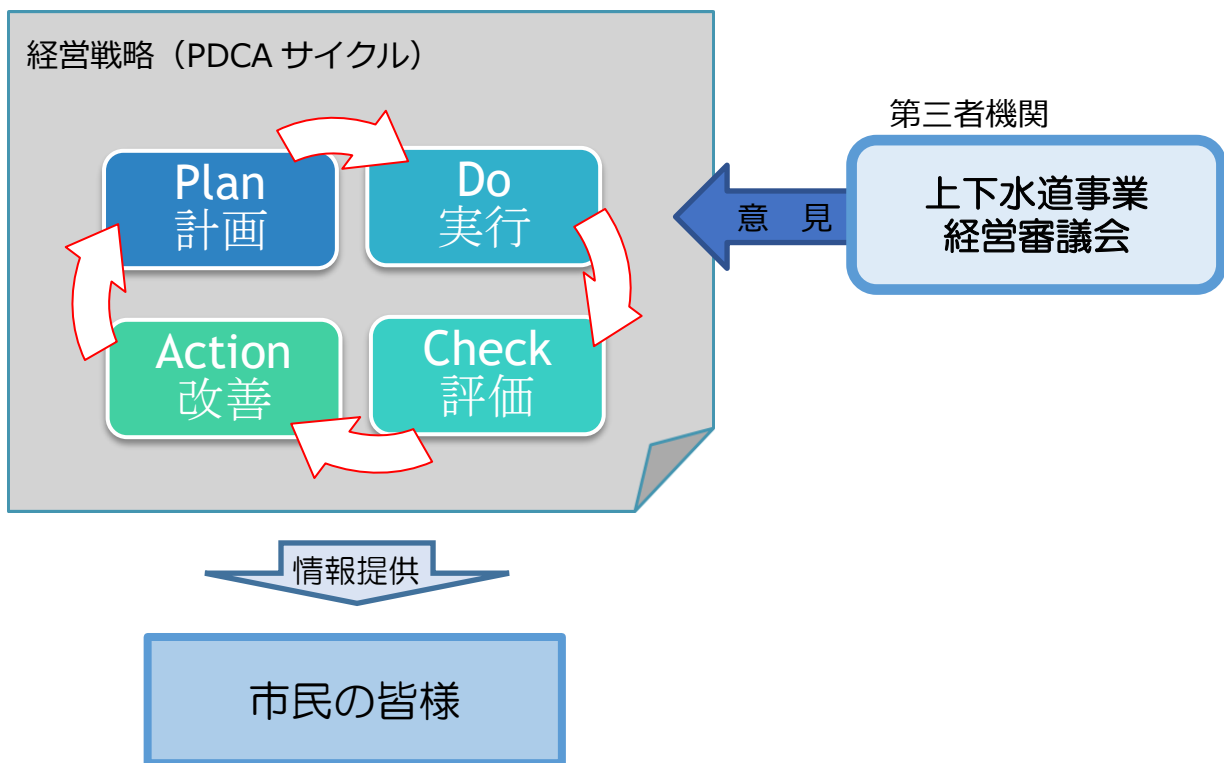 経営戦略（PDCA サイクル）
第三者機関
Plan
計画
Do
実行
意 見
上下水道事業
経営審議会
Action
改善
Check
評価
情報提供
市民の皆様